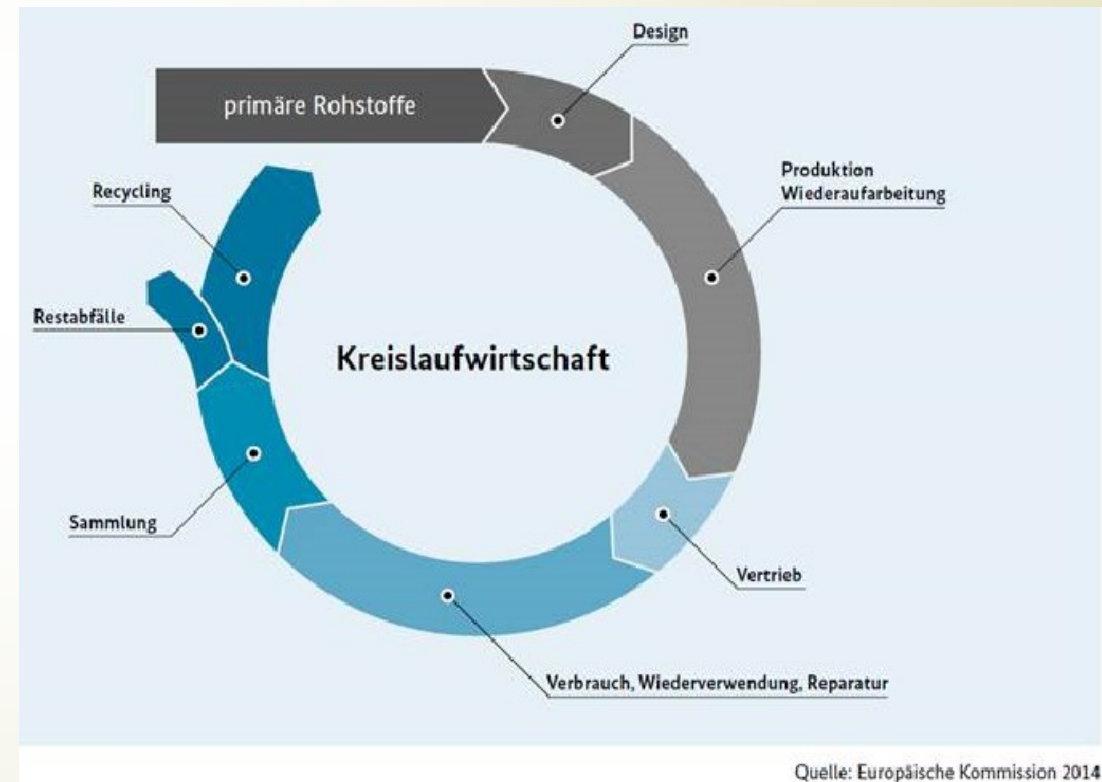 primäre Rohstoffe
Design
Produktion
Wiederaufarbeitung
Recycling
Restabfälle
Kreislaufwirtschaft
Sammlung
Vertrieb
Verbrauch, Wiederverwendung, Reparatur
Quelle: Europäische Kommission 2014